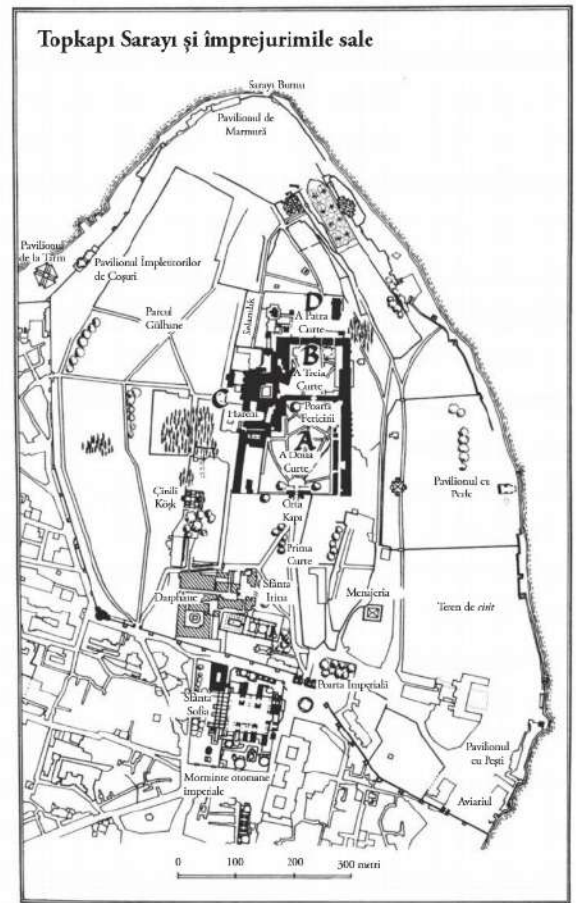 Topkapı Sarayı și împrejurimile sale
Sarayı Burnu
Pavilionul de
Marmură
Pavilionul
de la Țărm
Pavilionul Împletitorilor
de Coșuri
Parcul
Gülhane
Selamlik
D
A Patra
Curte
B
A Treia
Curte
Harem
Poarta
Fericirii
A
A Doua
Curte
Pavilionul cu
Perle
Çinili
Köşk
Orta
Kapı
Prima
Curte
Darphane
Sfânta
Irina
Menajeria
Teren de cirit
Poarta Imperială
Sfânta
Sofia
Pavilionul
cu Pești
Morminte otomane
imperiale
Aviariul
0 100 200 300 metri